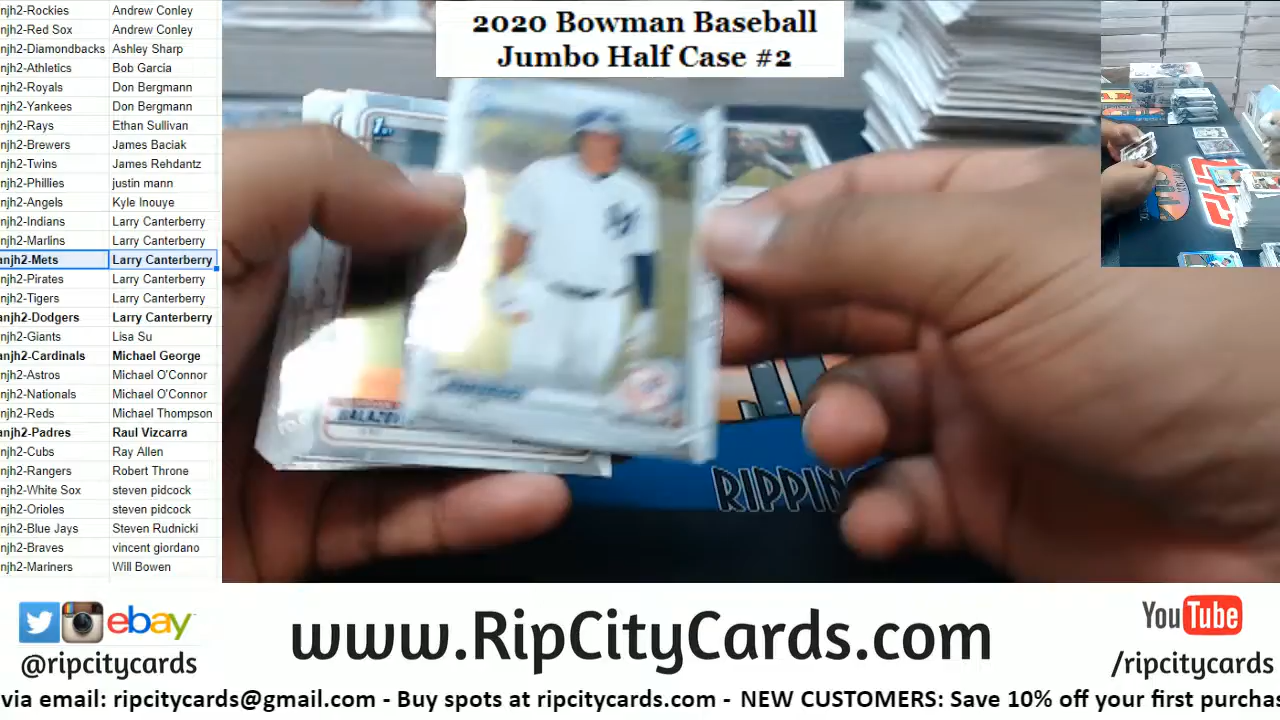 2020 Bowman Baseball
Jumbo Half Case #2
njh2-Rockies Andrew Conley
njh2-Red Sox Andrew Conley
njh2-Diamondbacks Ashley Sharp
njh2-Athletics Bob Garcia
njh2-Royals Don Bergmann
njh2-Yankees Don Bergmann
njh2-Rays Ethan Sullivan
njh2-Brewers James Baciak
njh2-Twins James Rehdantz
njh2-Phillies justin mann
njh2-Angels Kyle Inouye
njh2-Indians Larry Canterberry
njh2-Marlins Larry Canterberry
anjh2-Mets Larry Canterberry
njh2-Pirates Larry Canterberry
njh2-Tigers Larry Canterberry
anjh2-Dodgers Larry Canterberry
njh2-Giants Lisa Su
anjh2-Cardinals Michael George
njh2-Astros Michael O'Connor
njh2-Nationals Michael O'Connor
njh2-Reds Michael Thompson
anjh2-Padres Raul Vizcarra
njh2-Cubs Ray Allen
njh2-Rangers Robert Throne
njh2-White Sox steven pidcock
njh2-Orioles steven pidcock
njh2-Blue Jays Steven Rudnicki
njh2-Braves vincent giordano
njh2-Mariners Will Bowen
1st
RIPPIN
ebay
@ripcitycards
www.RipCityCards.com
YouTube
/ripcitycards
via email: ripcitycards@gmail.com - Buy spots at ripcitycards.com - NEW CUSTOMERS: Save 10% off your first purchas